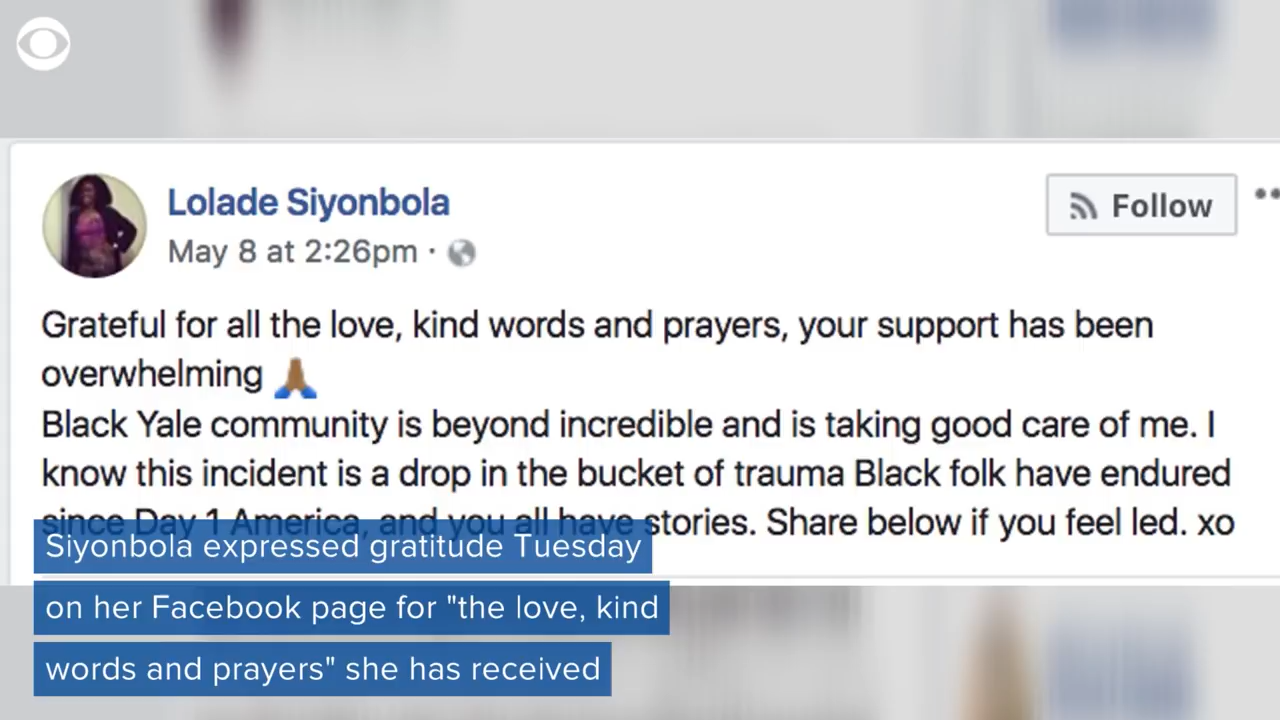 Lolade Siyonbola
Follow
May 8 at 2:26pm ·
Grateful for all the love, kind words and prayers, your support has been
overwhelming 🙏🏾
Black Yale community is beyond incredible and is taking good care of me. I
know this incident is a drop in the bucket of trauma Black folk have endured
since Day 1 America, and you all have stories. Share below if you feel led. xo
Siyonbola expressed gratitude Tuesday
on her Facebook page for "the love, kind
words and prayers" she has received